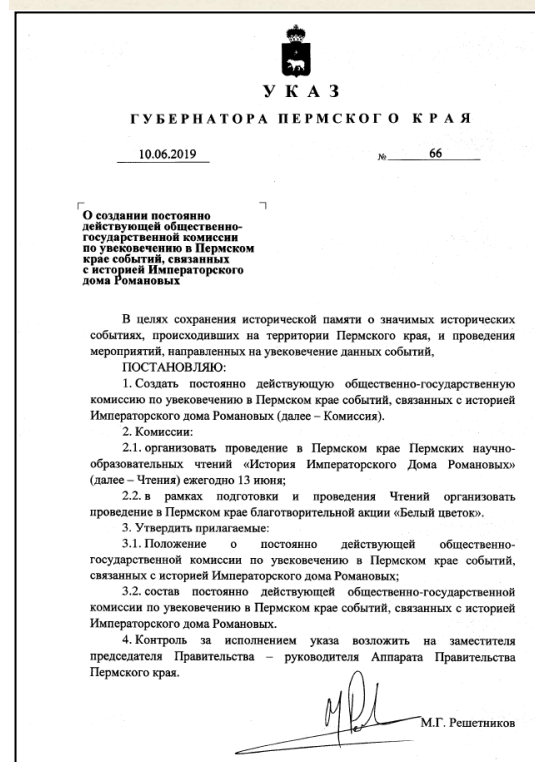 УКАЗ
ГУБЕРНАТОРА ПЕРМСКОГО КРАЯ
10.06.2019 № 66
О создании постоянно
действующей общественно-
государственной комиссии
по увековечению в Пермском
крае событий, связанных
с историей Императорского
дома Романовых
В целях сохранения исторической памяти о значимых исторических
событиях, происходивших на территории Пермского края, и проведения
мероприятий, направленных на увековечение данных событий,
ПОСТАНОВЛЯЮ:
1. Создать постоянно действующую общественно-государственную
комиссию по увековечению в Пермском крае событий, связанных с историей
Императорского дома Романовых (далее – Комиссия).
2. Комиссии:
2.1. организовать проведение в Пермском крае Пермских научно-
образовательных чтений «История Императорского Дома Романовых»
(далее – Чтения) ежегодно 13 июня;
2.2. в рамках подготовки и проведения Чтений организовать
проведение в Пермском крае благотворительной акции «Белый цветок».
3. Утвердить прилагаемые:
3.1. Положение о постоянно действующей общественно-
государственной комиссии по увековечению в Пермском крае событий,
связанных с историей Императорского дома Романовых;
3.2. состав постоянно действующей общественно-государственной
комиссии по увековечению в Пермском крае событий, связанных с историей
Императорского дома Романовых.
4. Контроль за исполнением указа возложить на заместителя
председателя Правительства – руководителя Аппарата Правительства
Пермского края.
М.Г. Решетников